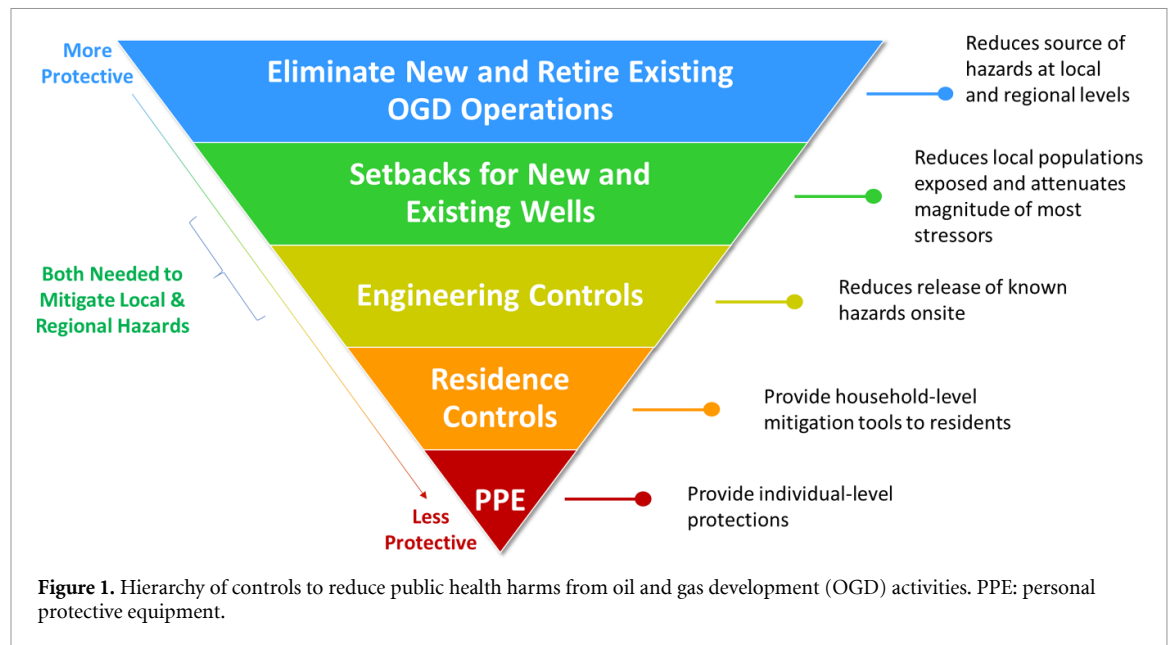 More
Protective
Eliminate New and Retire Existing
OGD Operations
Reduces source of
hazards at local
and regional levels
Setbacks for New and
Existing Wells
Reduces local populations
exposed and attenuates
magnitude of most
stressors
Both Needed to
Mitigate Local &
Regional Hazards
Engineering Controls
Reduces release of known
hazards onsite
Residence
Controls
Provide household-level
mitigation tools to residents
Less
Protective
PPE
Provide individual-level
protections
Figure 1. Hierarchy of controls to reduce public health harms from oil and gas development (OGD) activities. PPE: personal
protective equipment.